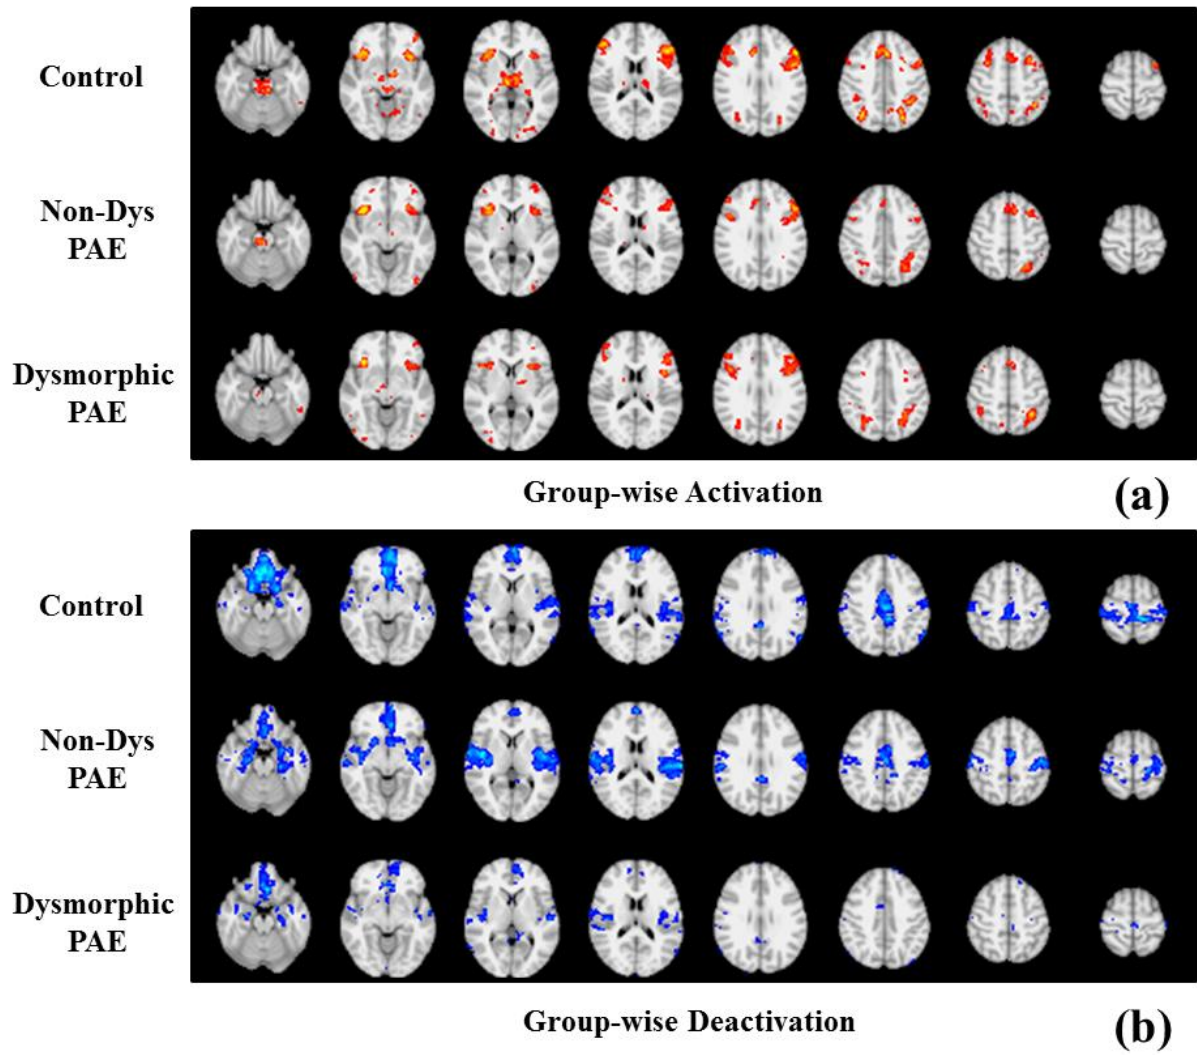 Control
Non-Dys
PAE
Dysmorphic
PAE
Group-wise Activation
(a)
Control
Non-Dys
PAE
Dysmorphic
PAE
Group-wise Deactivation
(b)